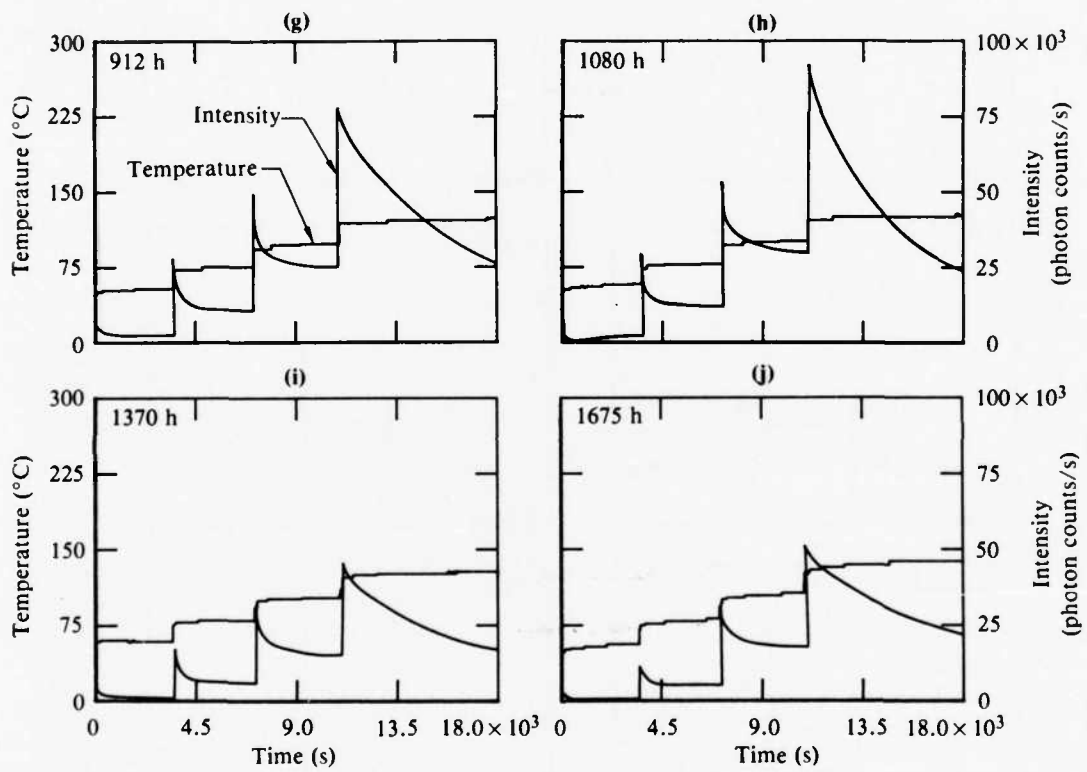 (g)
300
225
150
75
0
Temperature (°C)
912 h
Intensity
Temperature
(h)
1080 h
100 × 10³
75
50
25
0
Intensity
(photon counts/s)
(i)
300
225
150
75
0
Temperature (°C)
1370 h
0
4.5
9.0
13.5
18.0 × 10³
Time (s)
(j)
1675 h
100 × 10³
75
50
25
0
Intensity
(photon counts/s)
0
4.5
9.0
13.5
18.0 × 10³
Time (s)